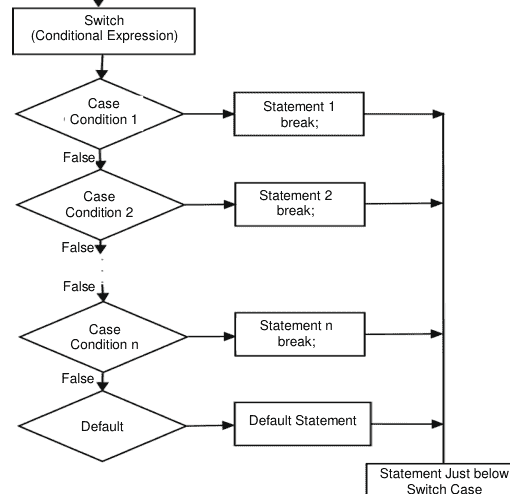 Switch
(Conditional Expression)
Case
Condition 1
Statement 1
break;
False
Case
Condition 2
Statement 2
break;
False
False
Case
Condition n
Statement n
break;
False
Default
Default Statement
Statement Just below
Switch Case